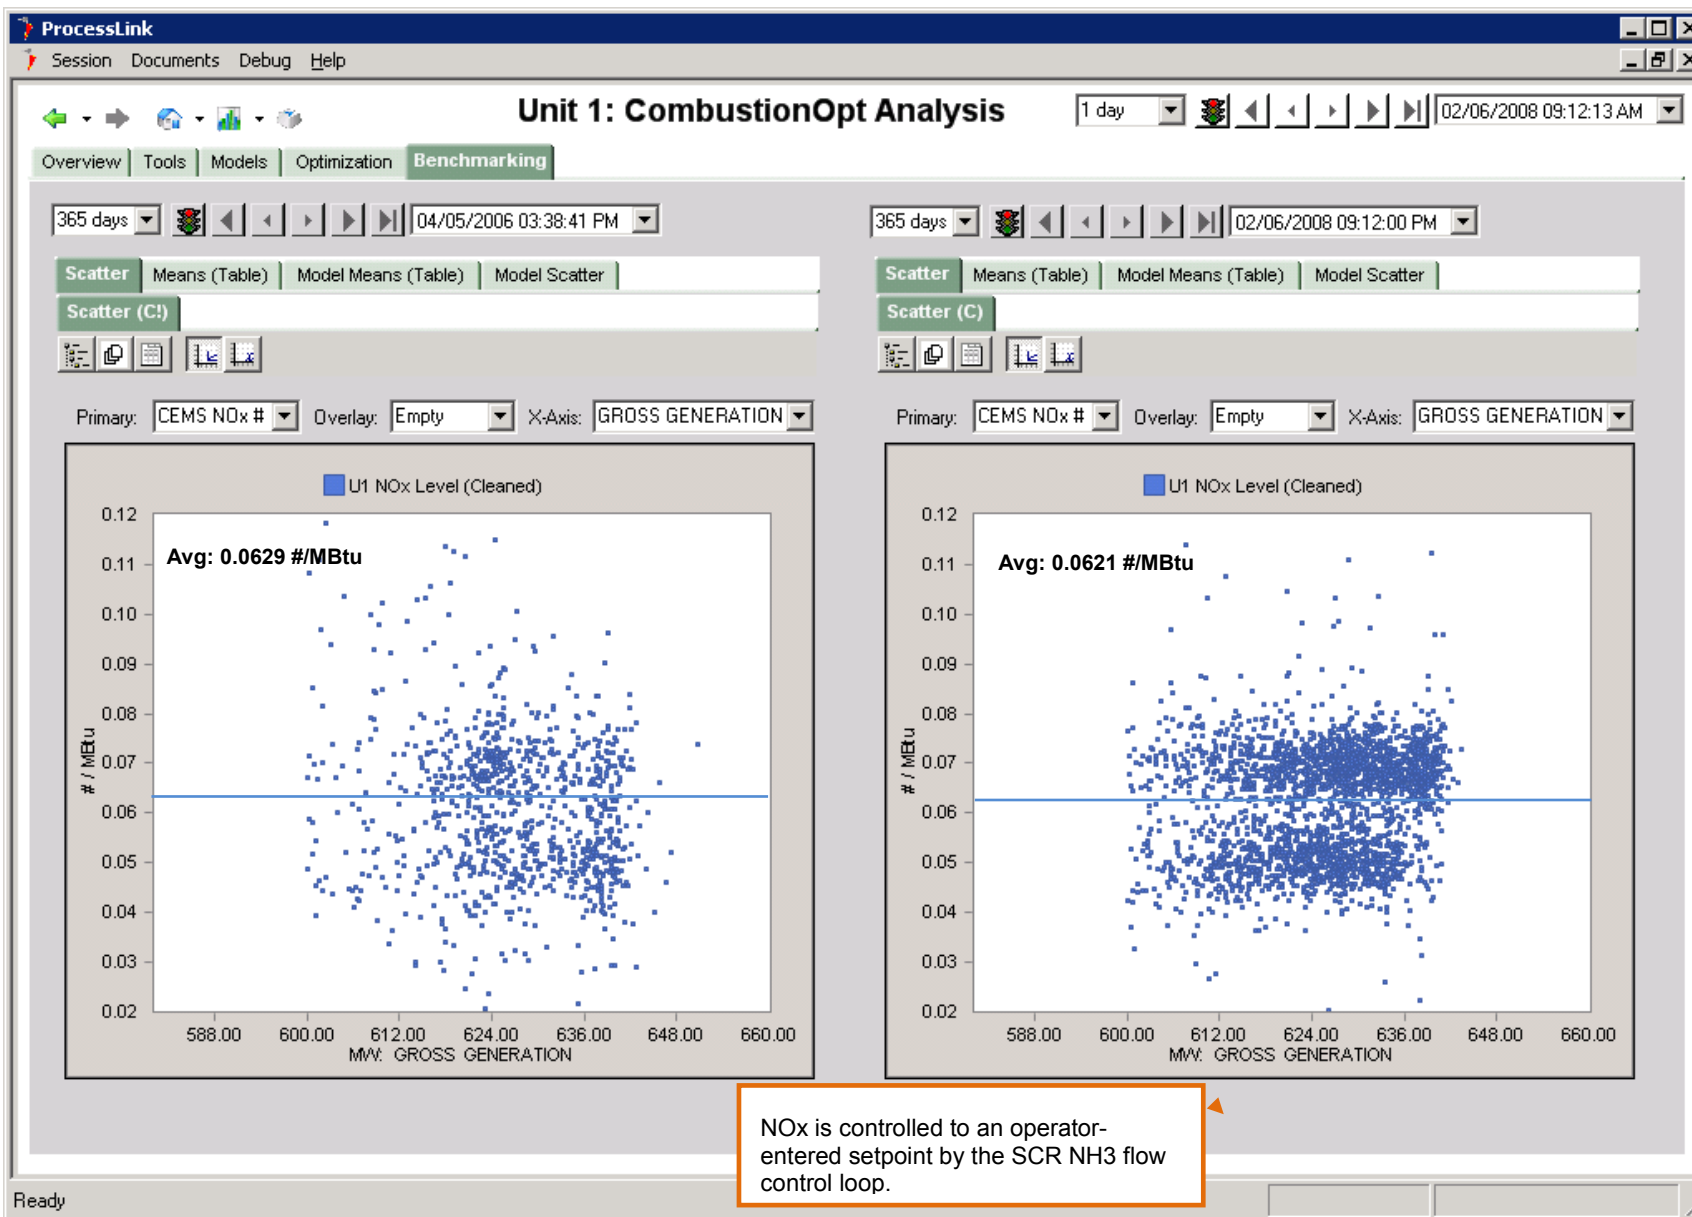 ProcessLink
Session Documents Debug Help
Unit 1: CombustionOpt Analysis
1 day
02/06/2008 09:12:13 AM
Overview Tools Models Optimization Benchmarking
365 days
04/05/2006 03:38:41 PM
Scatter Means (Table) Model Means (Table) Model Scatter
Scatter (C!)
Primary: CEMS NOx # Overlay: Empty X-Axis: GROSS GENERATION
U1 NOx Level (Cleaned)
Avg: 0.0629 #/MBtu
0.12
0.11
0.10
0.09
0.08
0.07
0.06
0.05
0.04
0.03
0.02
# / MBtu
588.00 600.00 612.00 624.00 636.00 648.00 660.00
MW: GROSS GENERATION
365 days
02/06/2008 09:12:00 PM
Scatter Means (Table) Model Means (Table) Model Scatter
Scatter (C)
Primary: CEMS NOx # Overlay: Empty X-Axis: GROSS GENERATION
U1 NOx Level (Cleaned)
Avg: 0.0621 #/MBtu
0.12
0.11
0.10
0.09
0.08
0.07
0.06
0.05
0.04
0.03
0.02
# / MBtu
588.00 600.00 612.00 624.00 636.00 648.00 660.00
MW: GROSS GENERATION
NOx is controlled to an operator-
entered setpoint by the SCR NH3 flow
control loop.
Ready